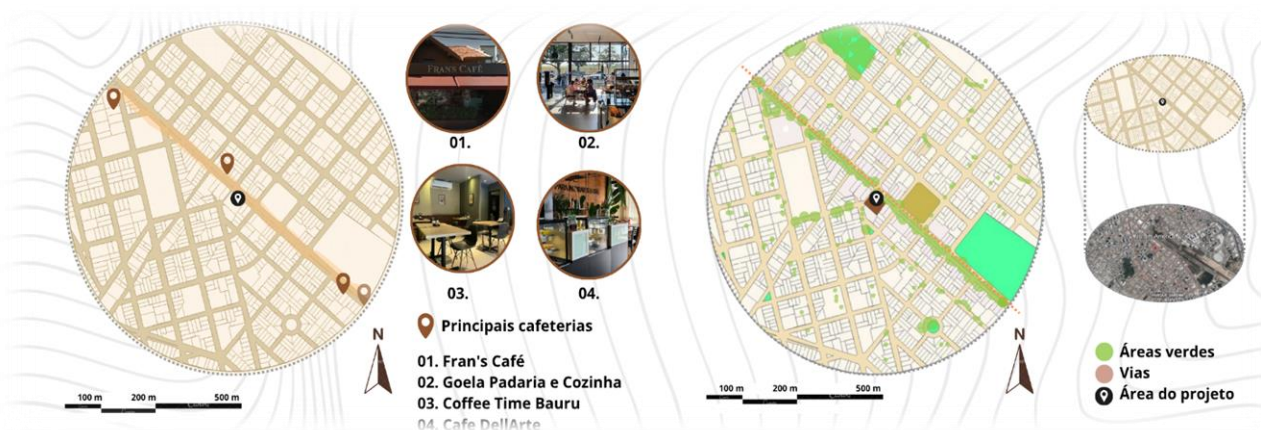 FRAN'S CAFÉ
01.
02.
03.
04.
Principais cafeterias
01. Fran's Café
02. Goela Padaria e Cozinha
03. Coffee Time Bauru
04. Cafe DellArte
N
100 m 200 m 500 m
100 m 200 m 500 m
N
Áreas verdes
Vias
Área do projeto